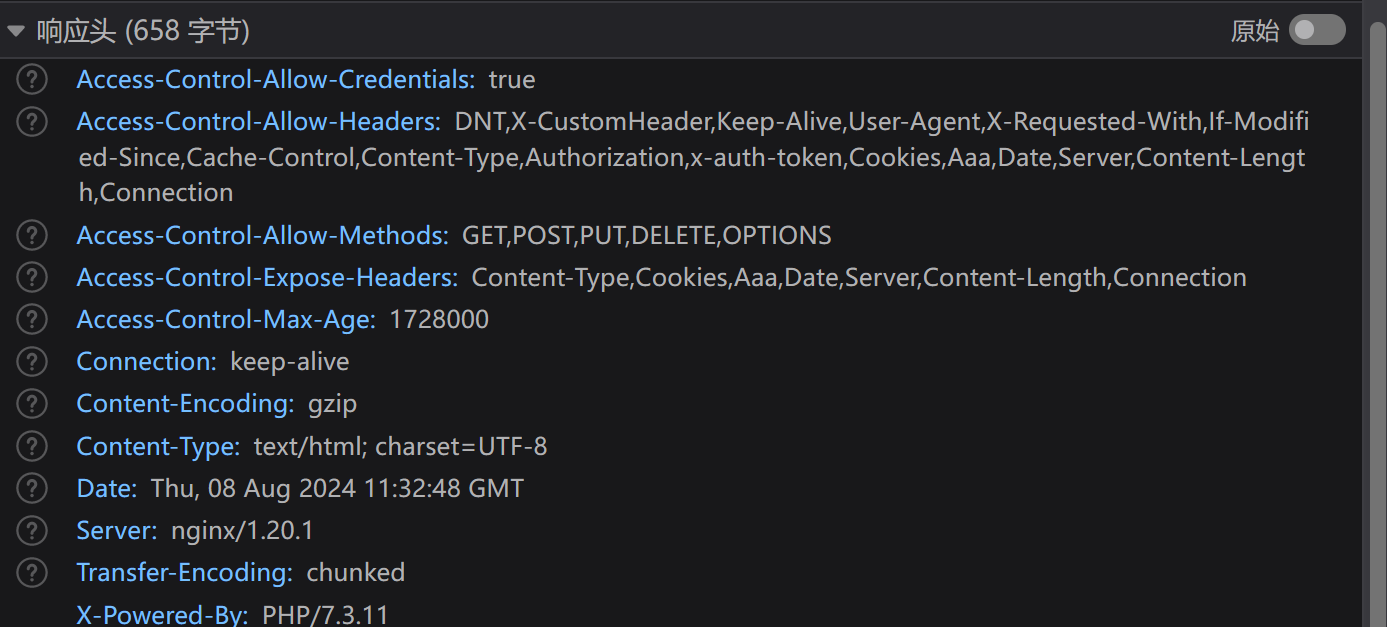 响应头 (658 字节)
原始
Access-Control-Allow-Credentials: true
Access-Control-Allow-Headers: DNT,X-CustomHeader,Keep-Alive,User-Agent,X-Requested-With,If-Modifi
ed-Since,Cache-Control,Content-Type,Authorization,x-auth-token,Cookies,Aaa,Date,Server,Content-Lengt
h,Connection
Access-Control-Allow-Methods: GET,POST,PUT,DELETE,OPTIONS
Access-Control-Expose-Headers: Content-Type,Cookies,Aaa,Date,Server,Content-Length,Connection
Access-Control-Max-Age: 1728000
Connection: keep-alive
Content-Encoding: gzip
Content-Type: text/html; charset=UTF-8
Date: Thu, 08 Aug 2024 11:32:48 GMT
Server: nginx/1.20.1
Transfer-Encoding: chunked
X-Powered-By: PHP/7.3.11